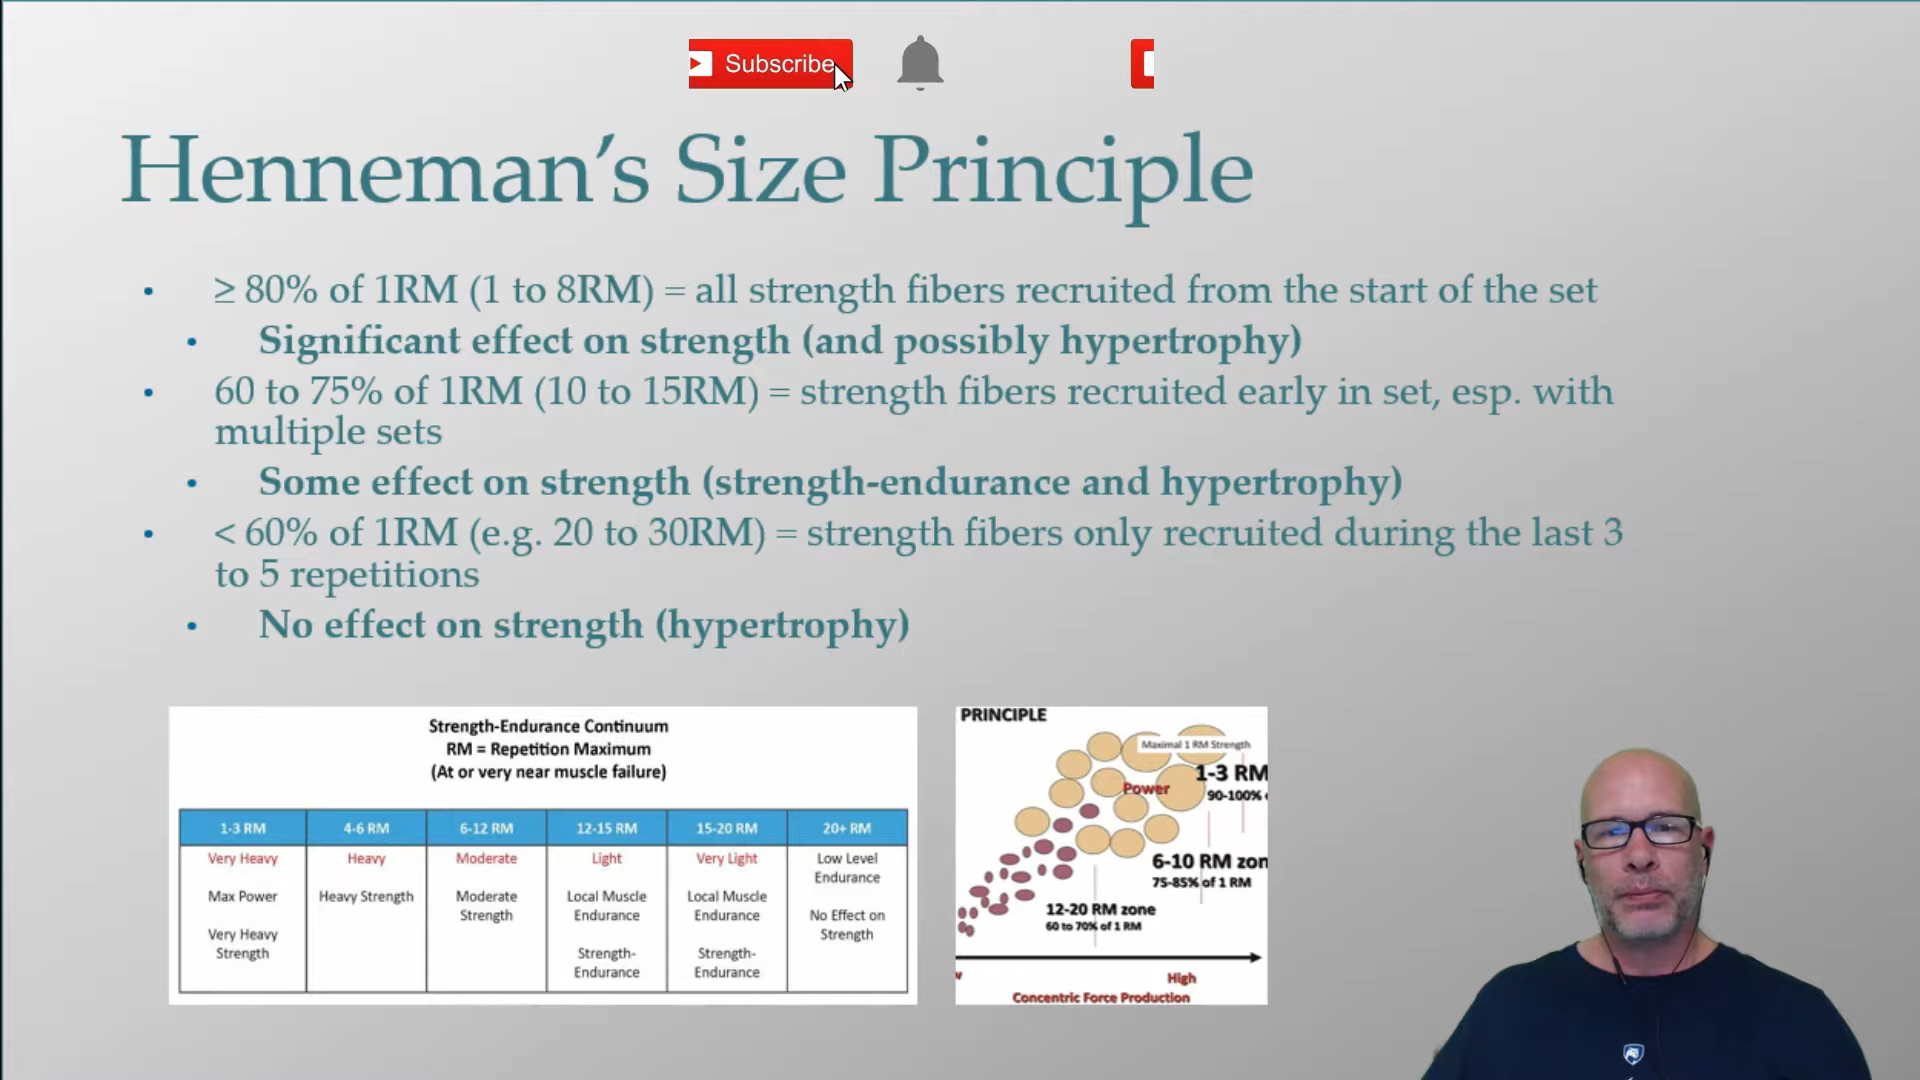 Subscribe
Henneman’s Size Principle
• ≥ 80% of 1RM (1 to 8RM) = all strength fibers recruited from the start of the set
• Significant effect on strength (and possibly hypertrophy)
• 60 to 75% of 1RM (10 to 15RM) = strength fibers recruited early in set, esp. with
multiple sets
• Some effect on strength (strength-endurance and hypertrophy)
• < 60% of 1RM (e.g. 20 to 30RM) = strength fibers only recruited during the last 3
to 5 repetitions
• No effect on strength (hypertrophy)
Strength-Endurance Continuum
RM = Repetition Maximum
(At or very near muscle failure)
1-3 RM
4-6 RM
6-12 RM
12-15 RM
15-20 RM
20+ RM
Very Heavy
Max Power
Very Heavy
Strength
Heavy
Heavy Strength
Moderate
Moderate
Strength
Light
Local Muscle
Endurance
Strength-
Endurance
Very Light
Local Muscle
Endurance
Strength-
Endurance
Low Level
Endurance
No Effect on
Strength
PRINCIPLE
Maximal 1 RM Strength
1-3 RM
Power
90-100%
6-10 RM zon
75-85% of 1 RM
12-20 RM zone
60 to 70% of 1 RM
High
Concentric Force Production